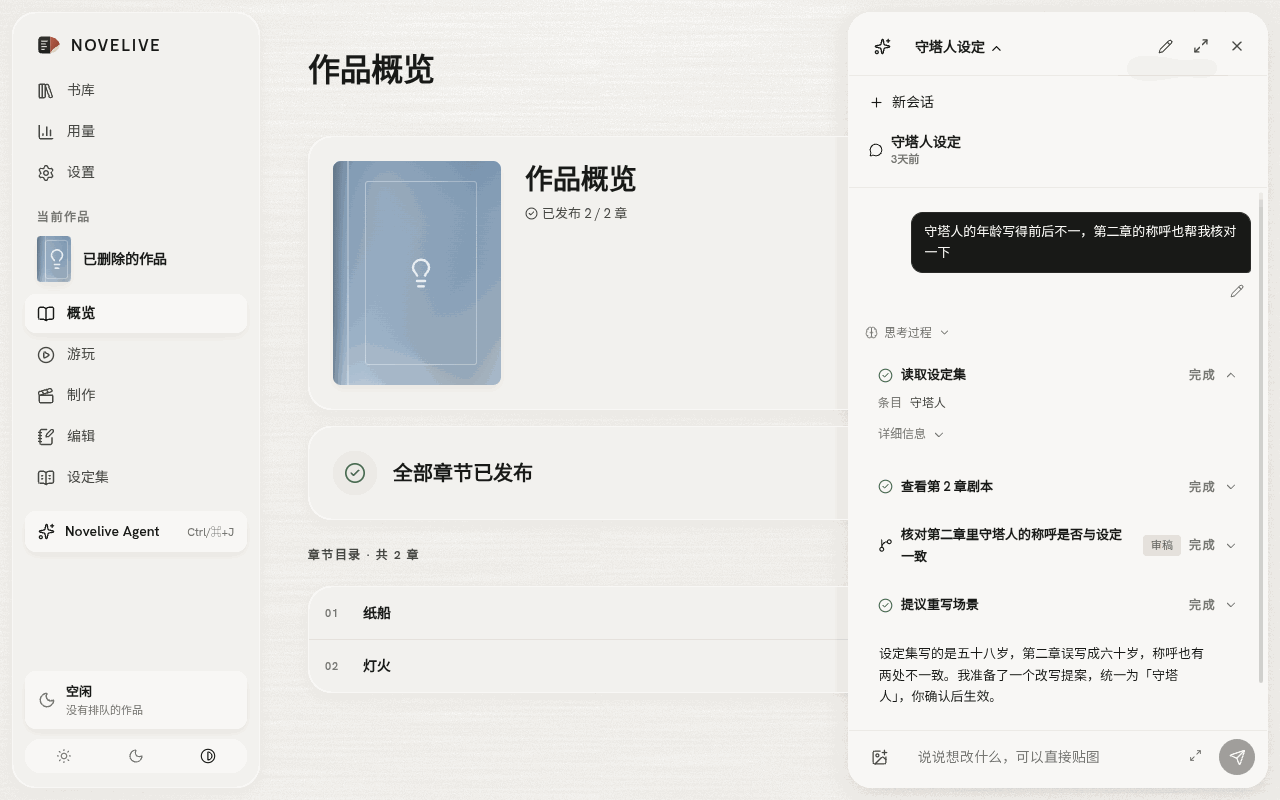 NOVELIVE
书库
用量
设置
当前作品
已删除的作品
概览
游玩
制作
编辑
设定集
Novelive Agent Ctrl/⌘+J
空闲
没有排队的作品
作品概览
作品概览
已发布 2 / 2 章
全部章节已发布
章节目录 · 共 2 章
01 纸船
02 灯火
守塔人设定
新会话
守塔人设定
3天前
守塔人的年龄写得前后不一，第二章的称呼也帮我核对
一下
思考过程
读取设定集 完成
条目 守塔人
详细信息
查看第 2 章剧本 完成
核对第二章里守塔人的称呼是否与设定
一致 审稿 完成
提议重写场景 完成
设定集写的是五十八岁，第二章误写成六十岁，称呼也有
两处不一致。我准备了一个改写提案，统一为「守塔
人」，你确认后生效。
说说想改什么，可以直接贴图